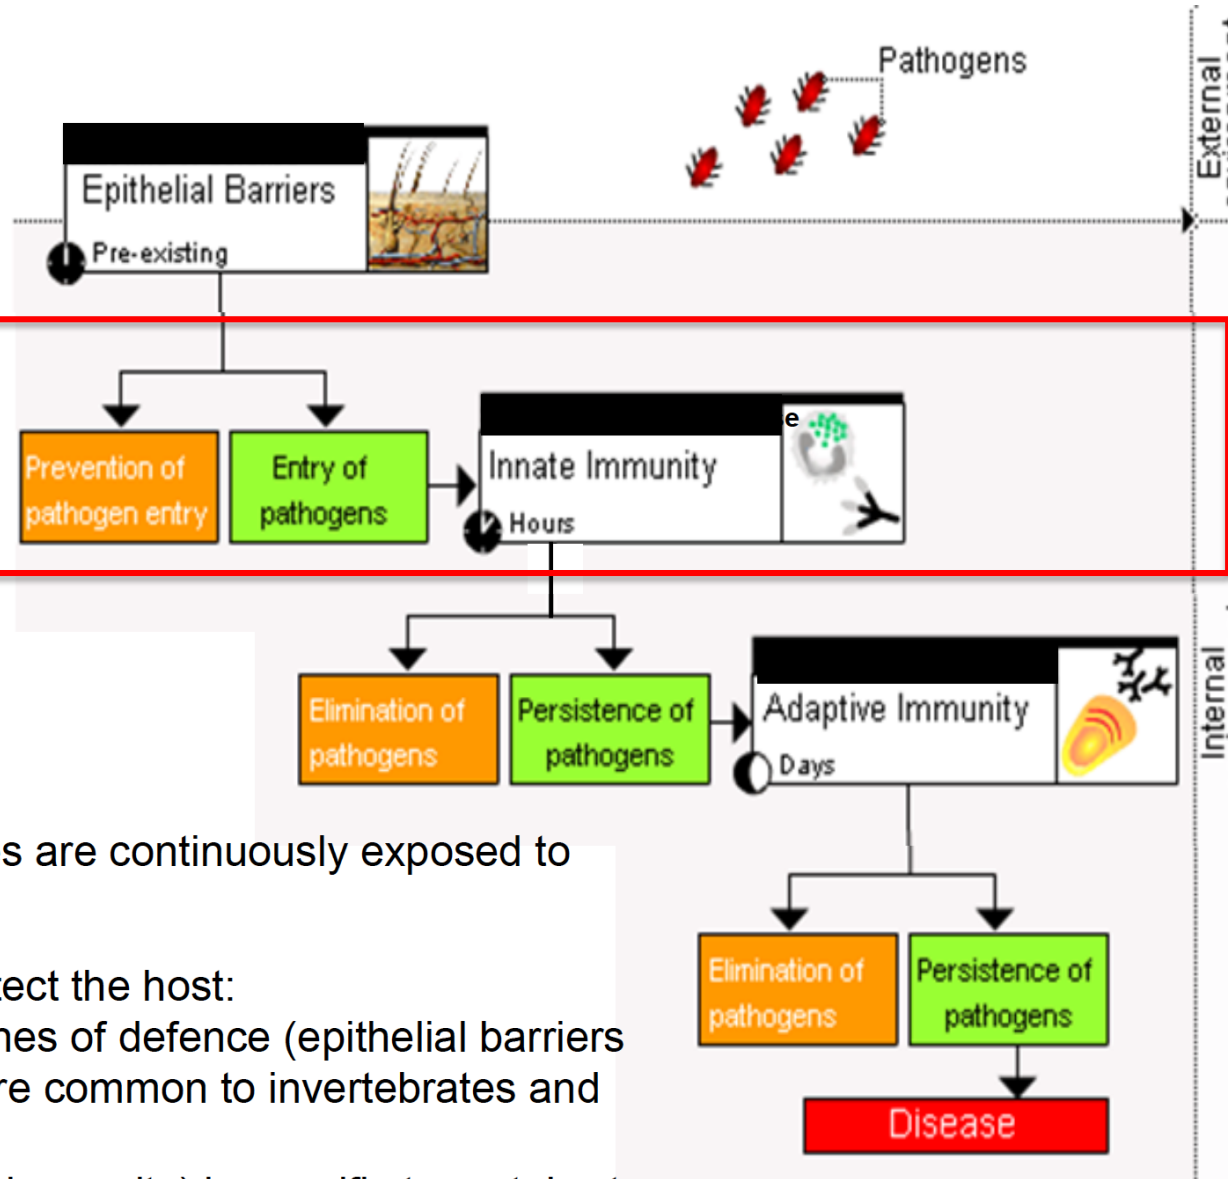 Pathogens
External
Epithelial Barriers
Pre-existing
Prevention of
pathogen entry
Entry of
pathogens
e
Innate Immunity
Hours
Elimination of
pathogens
Persistence of
pathogens
Adaptive Immunity
Days
Internal
s are continuously exposed to
Elimination of
pathogens
Persistence of
pathogens
tect the host:
nes of defence (epithelial barriers
re common to invertebrates and
Disease